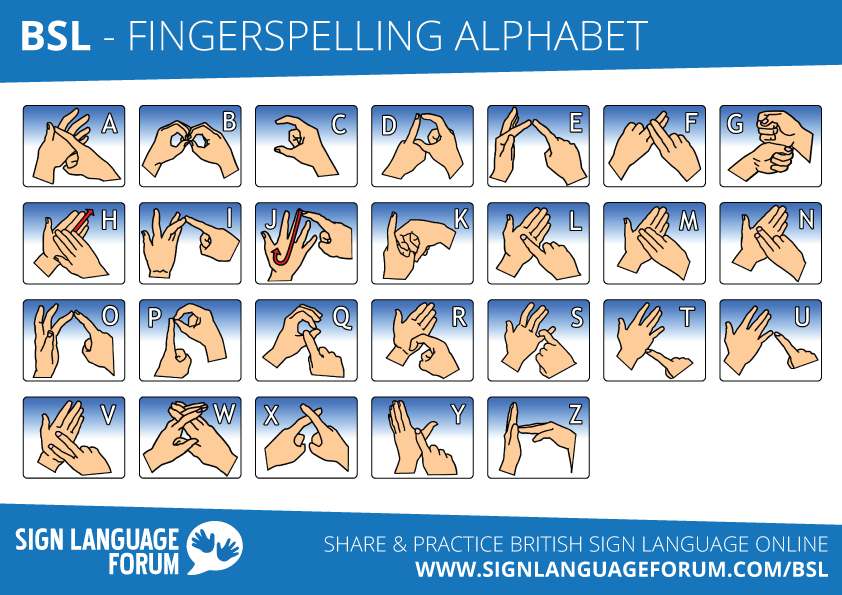 BSL - FINGERSPELLING ALPHABET
A B C D E F G
H I J K L M N
O P Q R S T U
V W X Y Z
SIGN LANGUAGE
FORUM
SHARE & PRACTICE BRITISH SIGN LANGUAGE ONLINE
WWW.SIGNLANGUAGEFORUM.COM/BSL